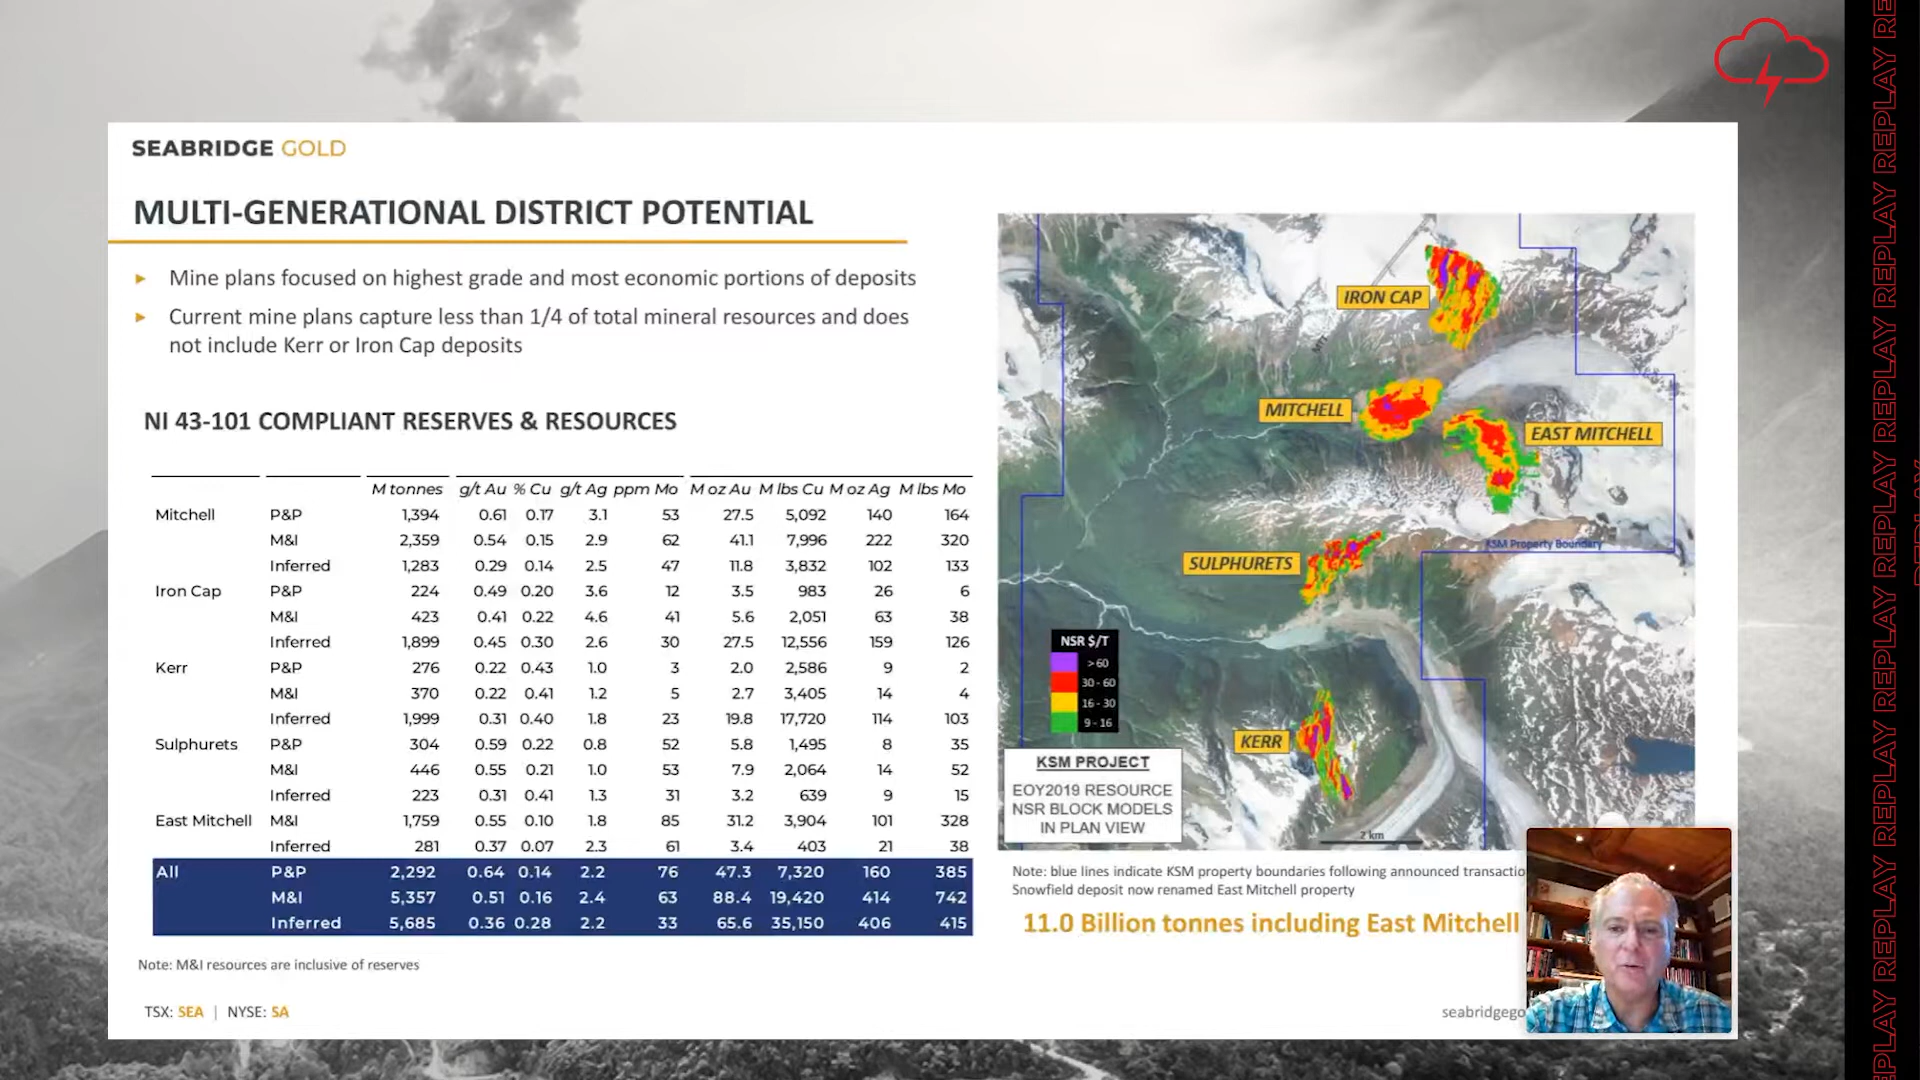 SEABRIDGE GOLD
MULTI-GENERATIONAL DISTRICT POTENTIAL
► Mine plans focused on highest grade and most economic portions of deposits
► Current mine plans capture less than 1/4 of total mineral resources and does
not include Kerr or Iron Cap deposits
NI 43-101 COMPLIANT RESERVES & RESOURCES
M tonnes g/t Au % Cu g/t Ag ppm Mo M oz Au M lbs Cu M oz Ag M lbs Mo
Mitchell P&P 1,394 0.61 0.17 3.1 53 27.5 5,092 140 164
M&I 2,359 0.54 0.15 2.9 62 41.1 7,996 222 320
Inferred 1,283 0.29 0.14 2.5 47 11.8 3,832 102 133
Iron Cap P&P 224 0.49 0.20 3.6 12 3.5 983 26 6
M&I 423 0.41 0.22 4.6 41 5.6 2,051 63 38
Inferred 1,899 0.45 0.30 2.6 30 27.5 12,556 159 126
Kerr P&P 276 0.22 0.43 1.0 3 2.0 2,586 9 2
M&I 370 0.22 0.41 1.2 5 2.7 3,405 14 4
Inferred 1,999 0.31 0.40 1.8 23 19.8 17,720 114 103
Sulphurets P&P 304 0.59 0.22 0.8 52 5.8 1,495 8 35
M&I 446 0.55 0.21 1.0 53 7.9 2,064 14 52
Inferred 223 0.31 0.41 1.3 31 3.2 639 9 15
East Mitchell M&I 1,759 0.55 0.10 1.8 85 31.2 3,904 101 328
Inferred 281 0.37 0.07 2.3 61 3.4 403 21 38
All P&P 2,292 0.64 0.14 2.2 76 47.3 7,320 160 385
M&I 5,357 0.51 0.16 2.4 63 88.4 19,420 414 742
Inferred 5,685 0.36 0.28 2.2 33 65.6 35,150 406 415
Note: M&I resources are inclusive of reserves
TSX: SEA | NYSE: SA
IRON CAP
MITCHELL
EAST MITCHELL
SULPHURETS
KSM Property Boundary
NSR $/T
>60
30 - 60
16 - 30
9 - 16
KERR
KSM PROJECT
EOY2019 RESOURCE
NSR BLOCK MODELS
IN PLAN VIEW
2 km
Note: blue lines indicate KSM property boundaries following announced transactio
Snowfield deposit now renamed East Mitchell property
11.0 Billion tonnes including East Mitchell
seabridgego
REPLAY REPLAY REPLAY REPLAY REPLAY REPLAY REPLAY REPLAY